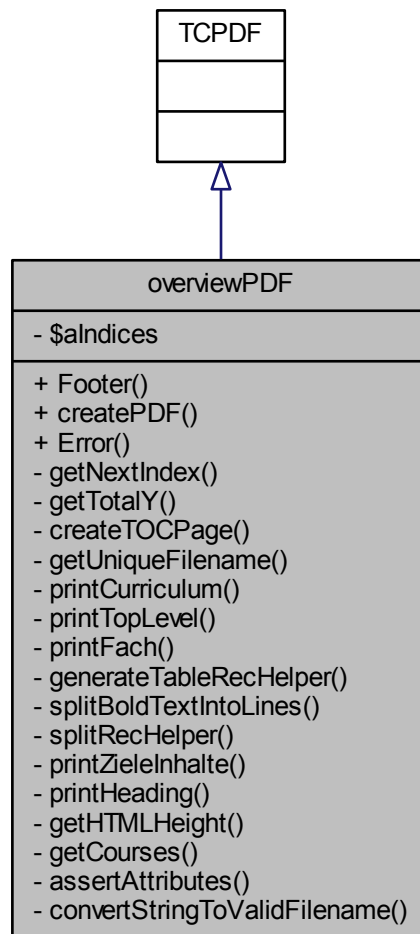 TCPDF
overviewPDF
- $aIndices
+ Footer()
+ createPDF()
+ Error()
- getNextIndex()
- getTotalY()
- createTOCPage()
- getUniqueFilename()
- printCurriculum()
- printTopLevel()
- printFach()
- generateTableRecHelper()
- splitBoldTextIntoLines()
- splitRecHelper()
- printZieleInhalte()
- printHeading()
- getHTMLHeight()
- getCourses()
- assertAttributes()
- convertStringToValidFilename()